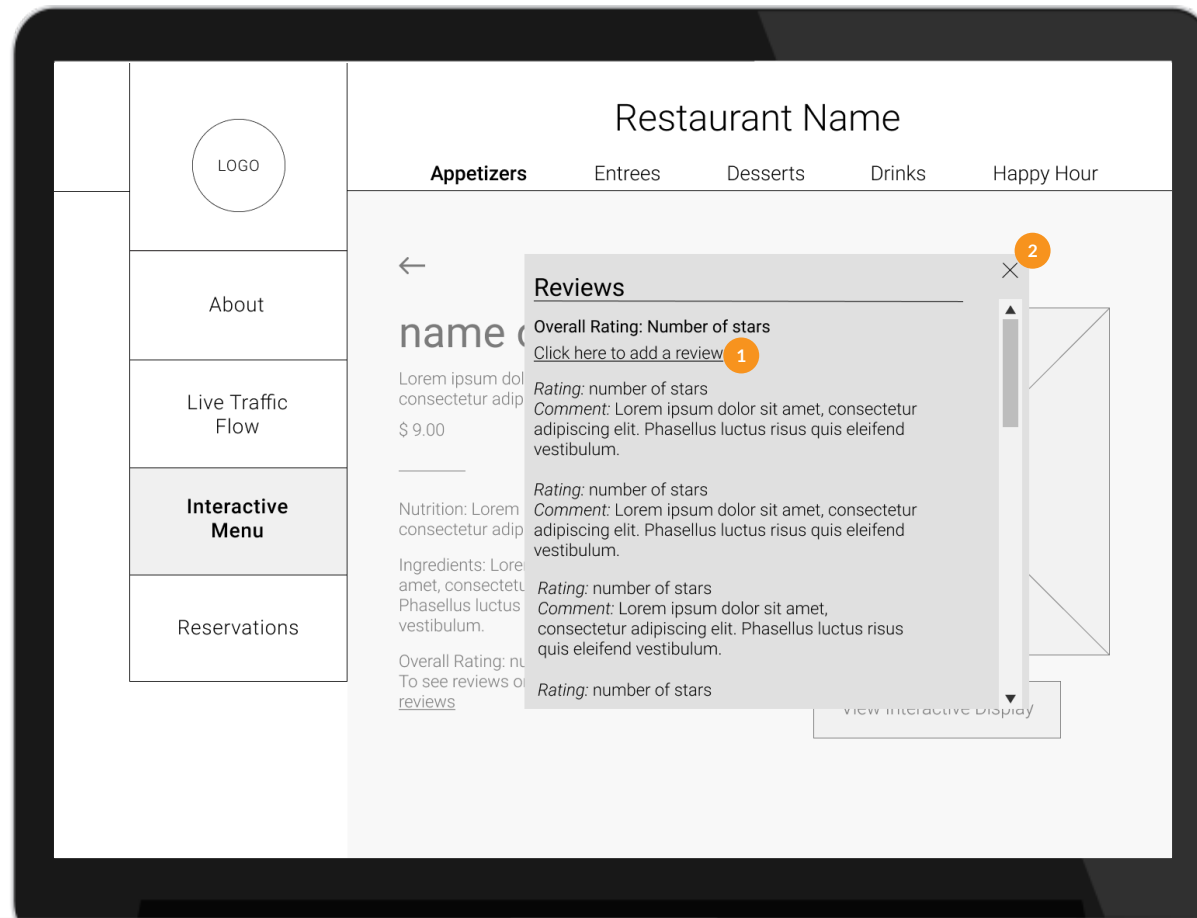 Restaurant Name
LOGO
Appetizers Entrees Desserts Drinks Happy Hour
About
Live Traffic
Flow
Interactive
Menu
Reservations
name
Lorem ipsum
consectetur
$ 9.00
Nutrition: Lorem
consectetur
Ingredients:
amet,
Phasellus luctus
vestibulum.
Overall Rating:
To see reviews
reviews
2
Reviews
Overall Rating: Number of stars
Click here to add a review 1
Rating: number of stars
Comment: Lorem ipsum dolor sit amet, consectetur
adipiscing elit. Phasellus luctus risus quis eleifend
vestibulum.
Rating: number of stars
Comment: Lorem ipsum dolor sit amet, consectetur
adipiscing elit. Phasellus luctus risus quis eleifend
vestibulum.
Rating: number of stars
Comment: Lorem ipsum dolor sit amet,
consectetur adipiscing elit. Phasellus luctus risus
quis eleifend vestibulum.
Rating: number of stars
View Interactive Display